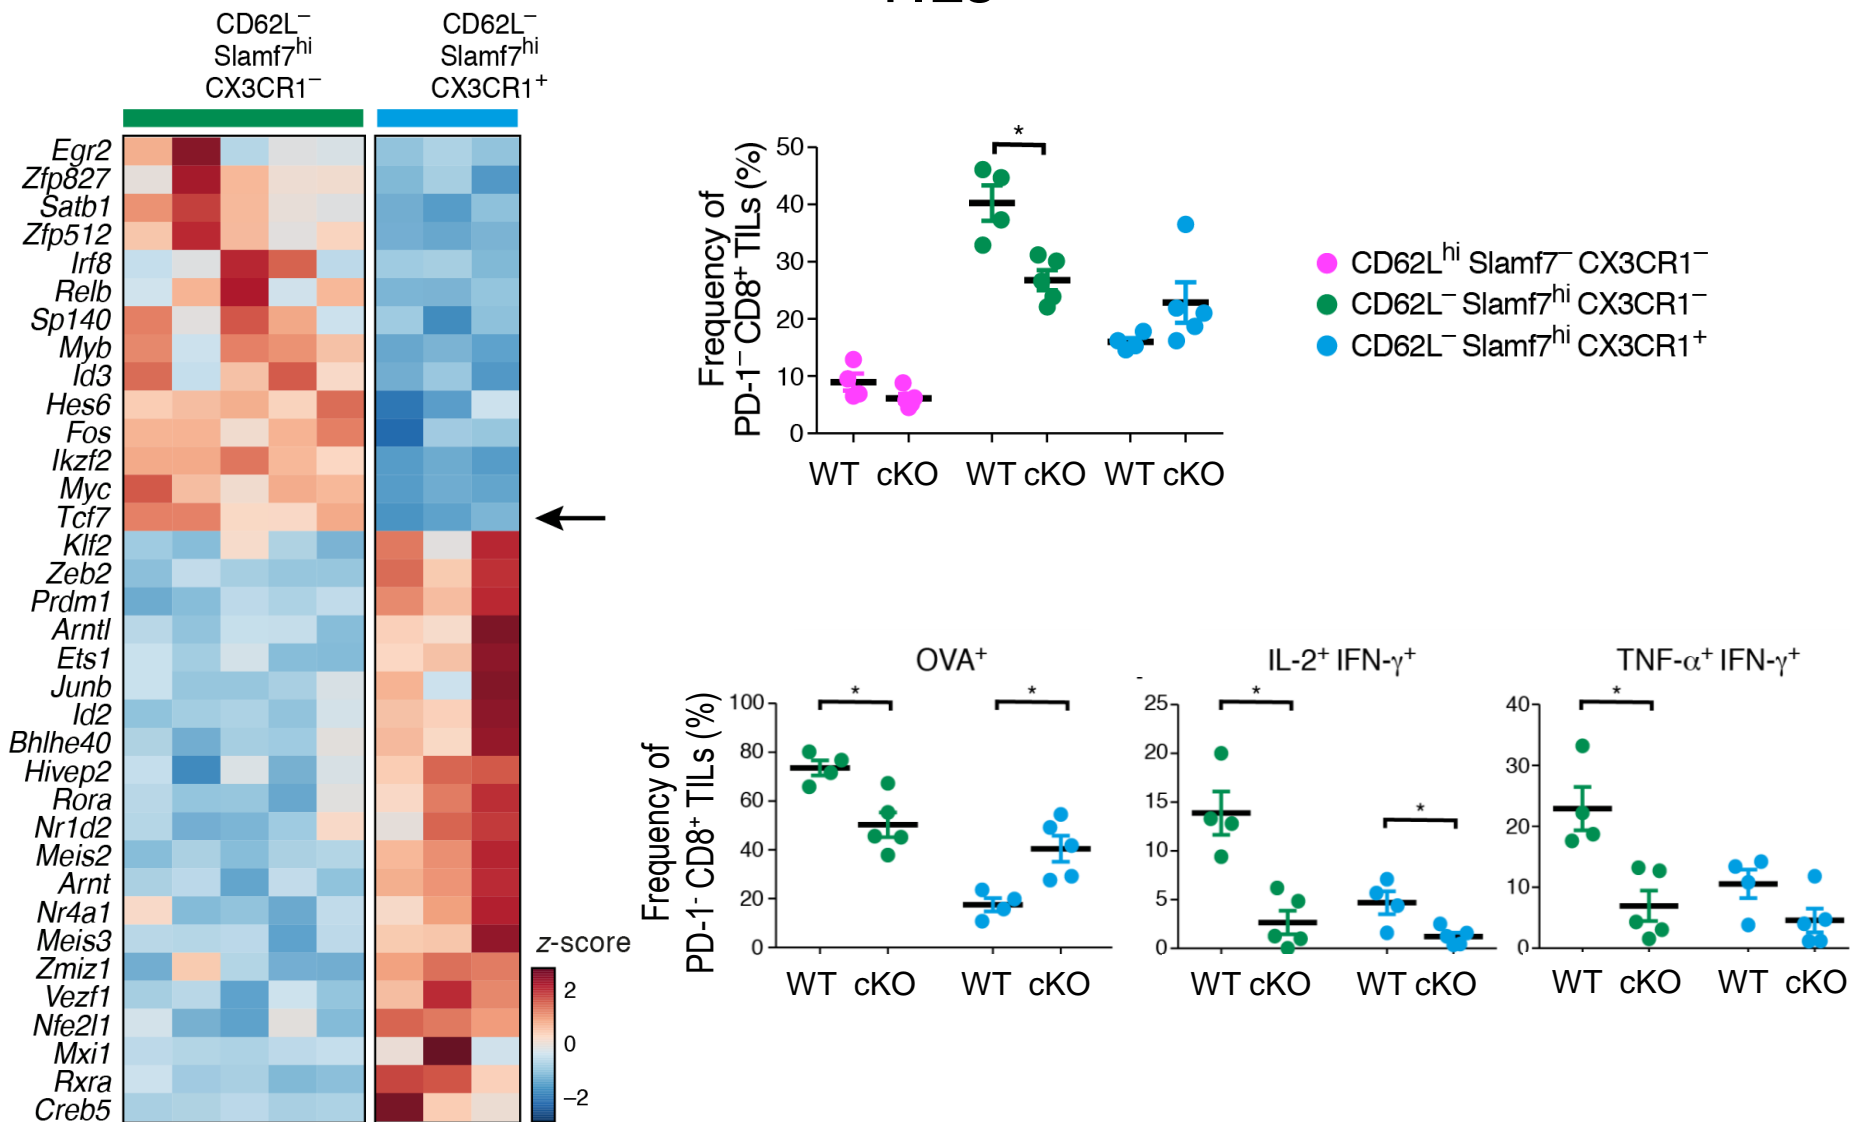 CD62L⁻
Slamf7ʰⁱ
CX3CR1⁻
CD62L⁻
Slamf7ʰⁱ
CX3CR1⁺
Egr2
Zfp827
Satb1
Zfp512
Irf8
Relb
Sp140
Myb
Id3
Hes6
Fos
Ikzf2
Myc
Tcf7
Klf2
Zeb2
Prdm1
Arntl
Ets1
Junb
Id2
Bhlhe40
Hivep2
Rora
Nr1d2
Meis2
Arnt
Nr4a1
Meis3
Zmiz1
Vezf1
Nfe2l1
Mxi1
Rxra
Creb5
z-score
2
0
–2
Frequency of
PD-1⁻ CD8⁺ TILs (%)
50
40
30
20
10
0
*
WT cKO WT cKO WT cKO
CD62Lʰⁱ Slamf7⁻ CX3CR1⁻
CD62L⁻ Slamf7ʰⁱ CX3CR1⁻
CD62L⁻ Slamf7ʰⁱ CX3CR1⁺
Frequency of
PD-1⁻ CD8⁺ TILs (%)
OVA⁺
100
80
60
40
20
0
* *
WT cKO WT cKO
IL-2⁺ IFN-γ⁺
25
20
15
10
5
0
* *
WT cKO WT cKO
TNF-α⁺ IFN-γ⁺
40
30
20
10
0
*
WT cKO WT cKO